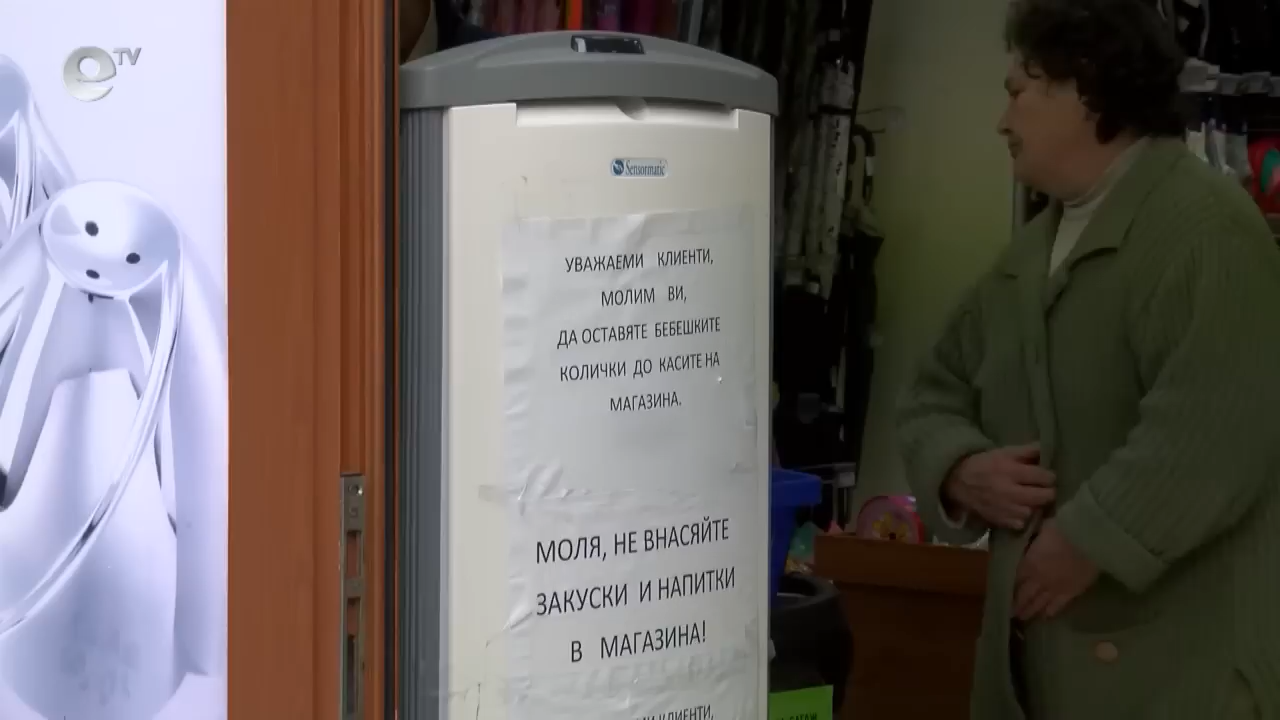 eTV
Sensormatic
УВАЖАЕМИ КЛИЕНТИ,
МОЛИМ ВИ,
ДА ОСТАВЯТЕ БЕБЕШКИТЕ
КОЛИЧКИ ДО КАСИТЕ НА
МАГАЗИНА.
МОЛЯ, НЕ ВНАСЯЙТЕ
ЗАКУСКИ И НАПИТКИ
В МАГАЗИНА!
КЛИЕНТИ,